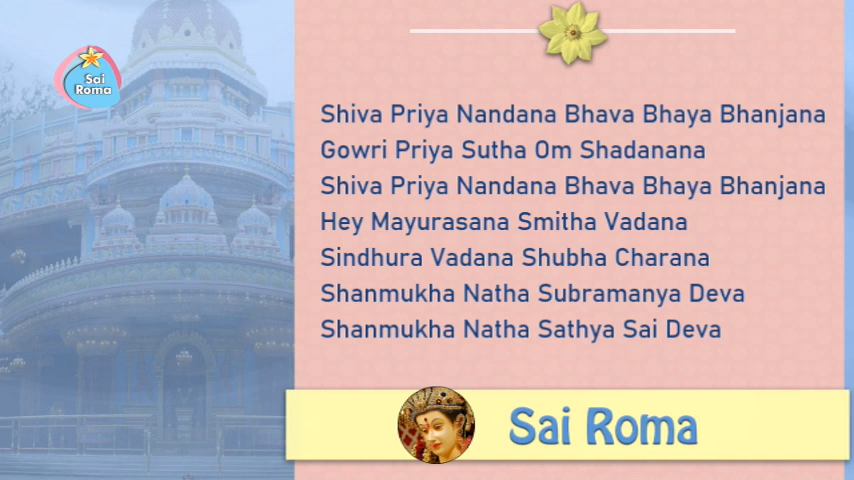 Sai
Roma
Shiva Priya Nandana Bhava Bhaya Bhanjana
Gowri Priya Sutha Om Shadanana
Shiva Priya Nandana Bhava Bhaya Bhanjana
Hey Mayurasana Smitha Vadana
Sindhura Vadana Shubha Charana
Shanmukha Natha Subramanya Deva
Shanmukha Natha Sathya Sai Deva
Sai Roma